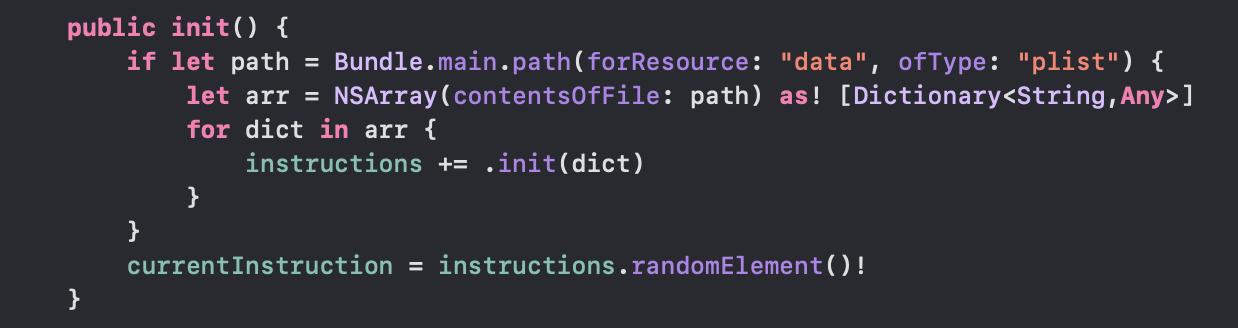 public init() {
    if let path = Bundle.main.path(forResource: "data", ofType: "plist") {
        let arr = NSArray(contentsOfFile: path) as! [Dictionary<String,Any>]
        for dict in arr {
            instructions += .init(dict)
        }
    }
    currentInstruction = instructions.randomElement()!
}